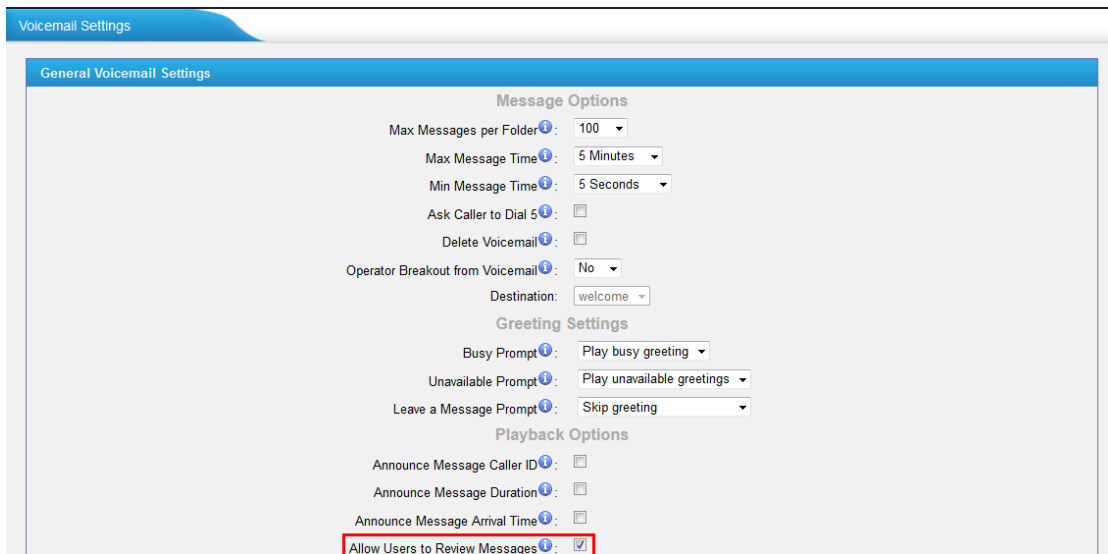 Voicemail Settings
General Voicemail Settings
Message Options
Max Messages per Folder i : 100
Max Message Time i : 5 Minutes
Min Message Time i : 5 Seconds
Ask Caller to Dial 5 i :
Delete Voicemail i :
Operator Breakout from Voicemail i : No
Destination: welcome
Greeting Settings
Busy Prompt i : Play busy greeting
Unavailable Prompt i : Play unavailable greetings
Leave a Message Prompt i : Skip greeting
Playback Options
Announce Message Caller ID i :
Announce Message Duration i :
Announce Message Arrival Time i :
Allow Users to Review Messages i :